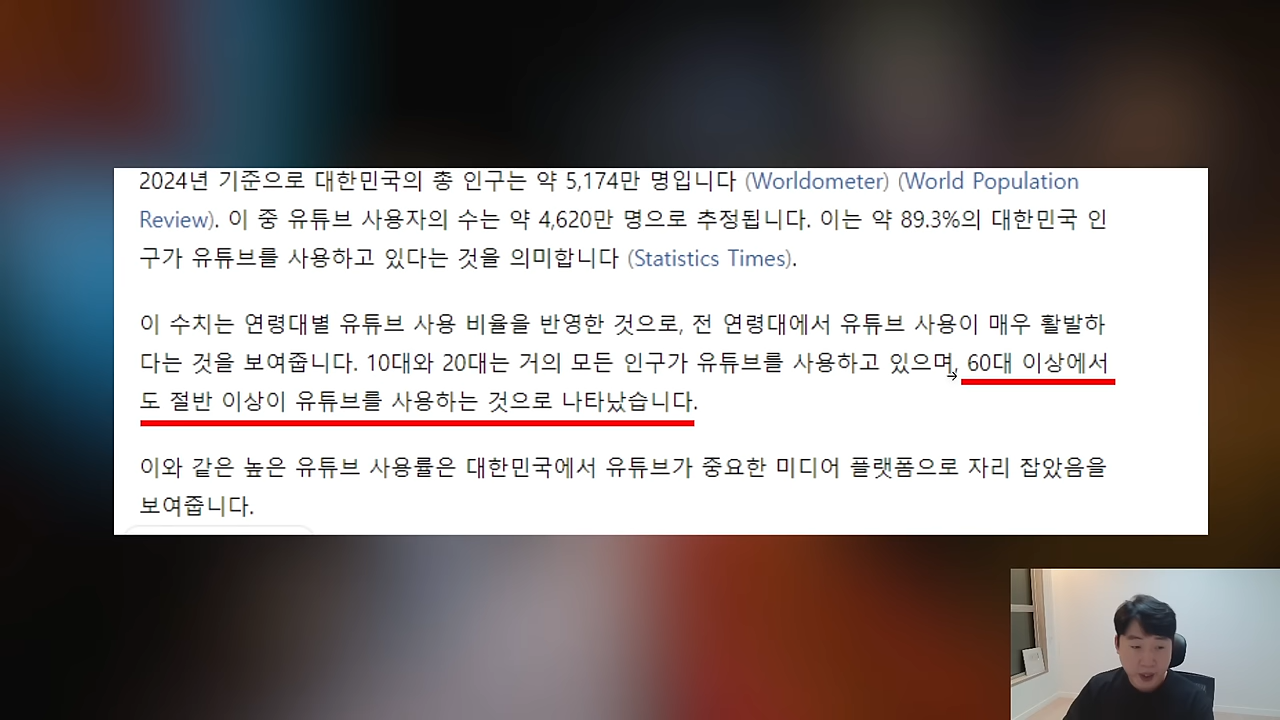 2024년 기준으로 대한민국의 총 인구는 약 5,174만 명입니다 (Worldometer) (World Population
Review). 이 중 유튜브 사용자의 수는 약 4,620만 명으로 추정됩니다. 이는 약 89.3%의 대한민국 인
구가 유튜브를 사용하고 있다는 것을 의미합니다 (Statistics Times).
이 수치는 연령대별 유튜브 사용 비율을 반영한 것으로, 전 연령대에서 유튜브 사용이 매우 활발하
다는 것을 보여줍니다. 10대와 20대는 거의 모든 인구가 유튜브를 사용하고 있으며, 60대 이상에서
도 절반 이상이 유튜브를 사용하는 것으로 나타났습니다.
이와 같은 높은 유튜브 사용률은 대한민국에서 유튜브가 중요한 미디어 플랫폼으로 자리 잡았음을
보여줍니다.